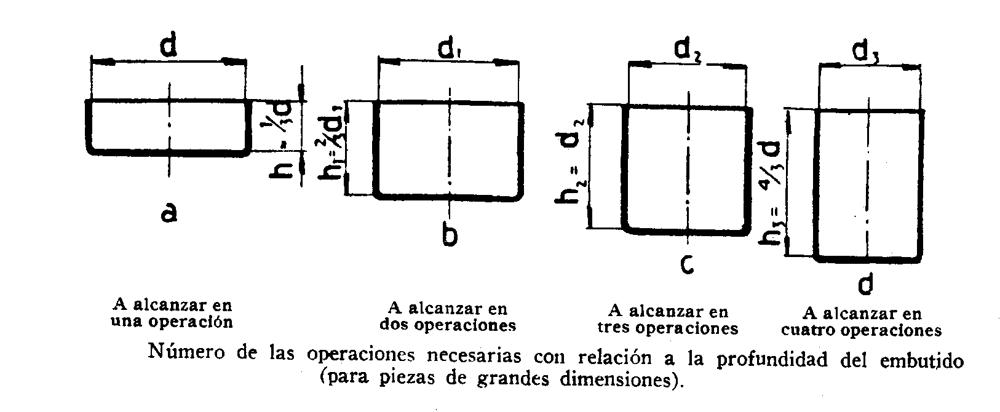 d
d₁
d₂
d₃
h = 1/3 d
h₁ = 2/3 d₁
h₂ = d₂
h₃ = 4/3 d
a
b
c
d
A alcanzar en
una operación
A alcanzar en
dos operaciones
A alcanzar en
tres operaciones
A alcanzar en
cuatro operaciones
Número de las operaciones necesarias con relación a la profundidad del embutido
(para piezas de grandes dimensiones).